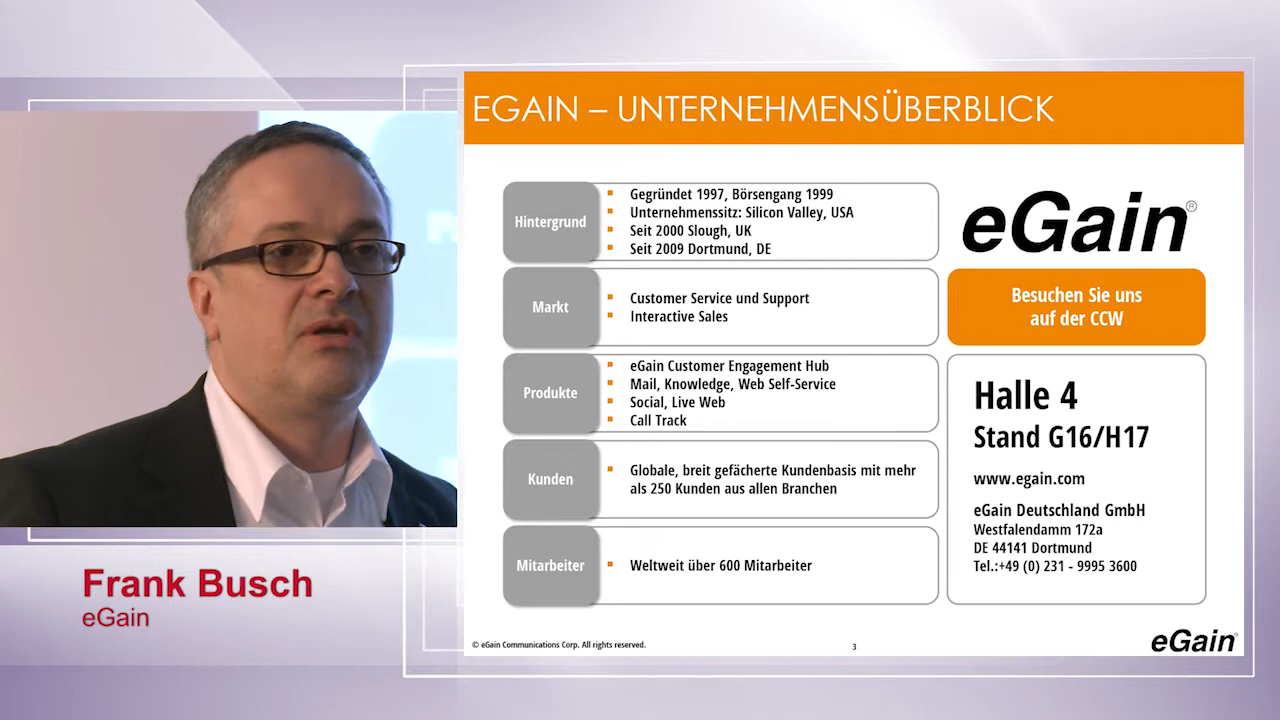 EGAIN – UNTERNEHMENSÜBERBLICK
Hintergrund
Gegründet 1997, Börsengang 1999
Unternehmenssitz: Silicon Valley, USA
Seit 2000 Slough, UK
Seit 2009 Dortmund, DE
Markt
Customer Service und Support
Interactive Sales
Produkte
eGain Customer Engagement Hub
Mail, Knowledge, Web Self-Service
Social, Live Web
Call Track
Kunden
Globale, breit gefächerte Kundenbasis mit mehr
als 250 Kunden aus allen Branchen
Mitarbeiter
Weltweit über 600 Mitarbeiter
eGain®
Besuchen Sie uns
auf der CCW
Halle 4
Stand G16/H17
www.egain.com
eGain Deutschland GmbH
Westfalendamm 172a
DE 44141 Dortmund
Tel.:+49 (0) 231 - 9995 3600
© eGain Communications Corp. All rights reserved.
3
eGain®
Frank Busch
eGain